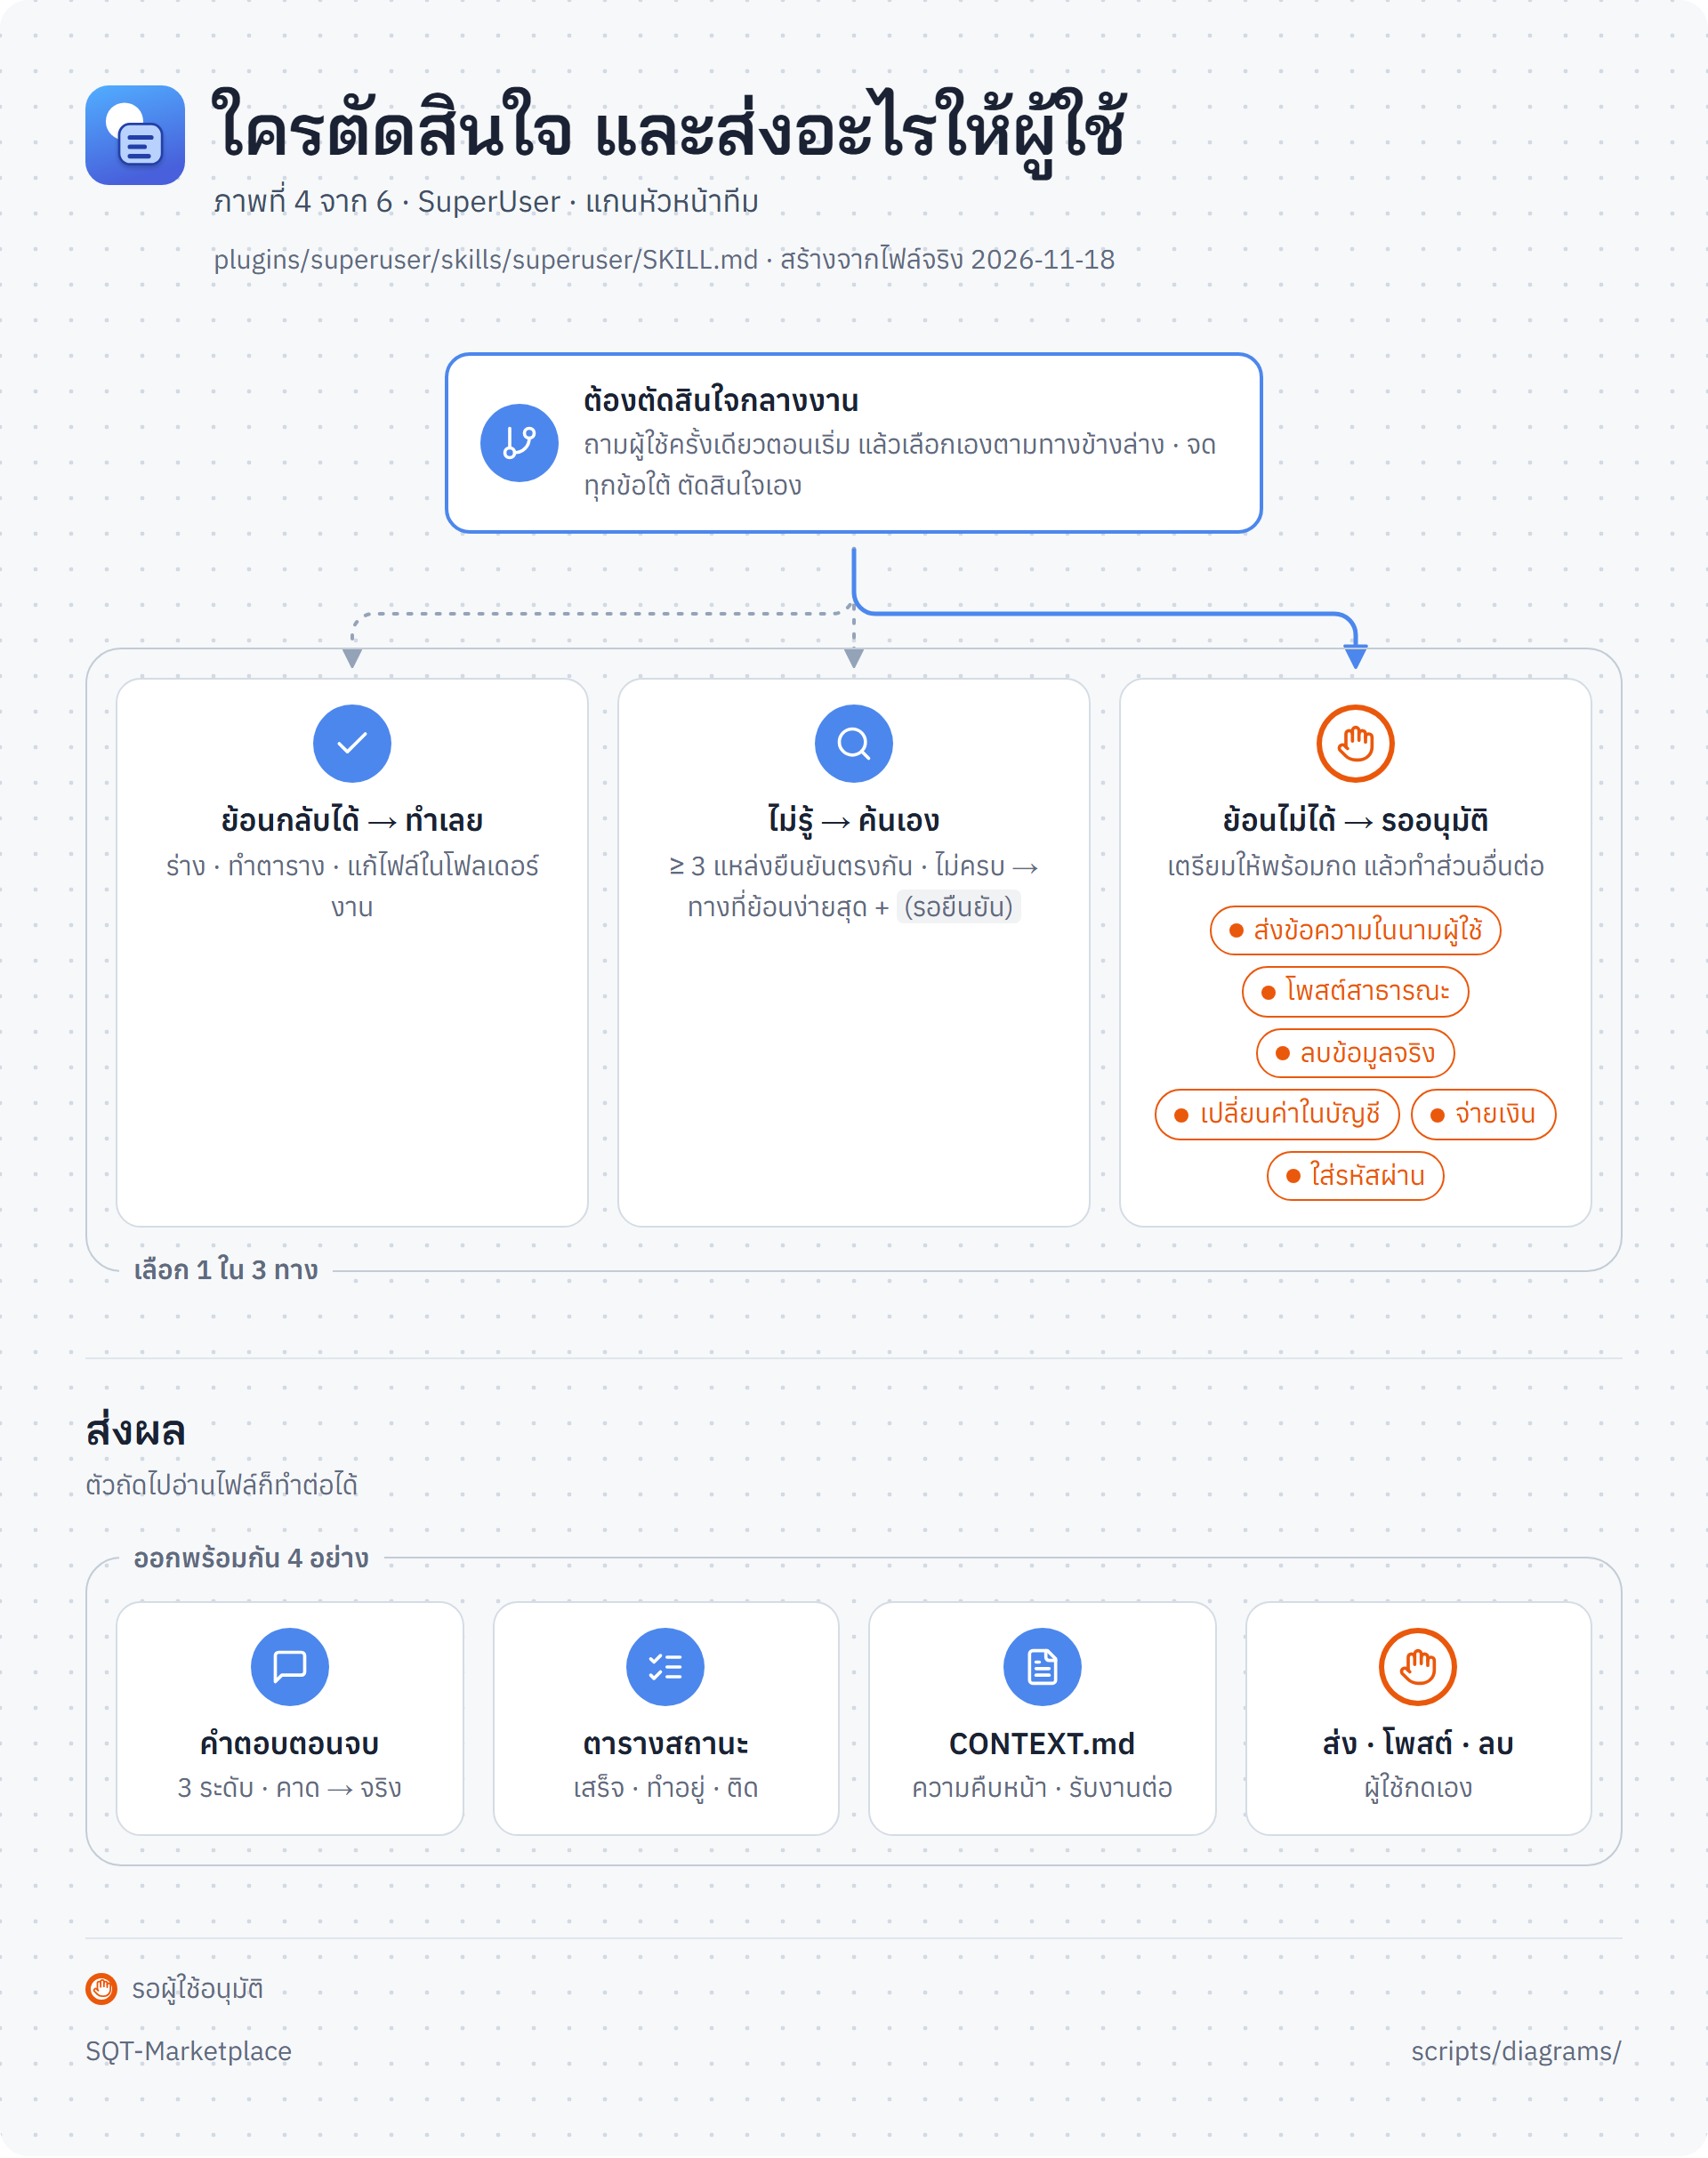 ใครตัดสินใจ และส่งอะไรให้ผู้ใช้
ภาพที่ 4 จาก 6 · SuperUser · แกนหัวหน้าทีม
plugins/superuser/skills/superuser/SKILL.md · สร้างจากไฟล์จริง 2026-11-18
ต้องตัดสินใจกลางงาน
ถามผู้ใช้ครั้งเดียวตอนเริ่ม แล้วเลือกเองตามทางข้างล่าง · จด
ทุกข้อใต้ ตัดสินใจเอง
ย้อนกลับได้ → ทำเลย
ร่าง · ทำตาราง · แก้ไฟล์ในโฟลเดอร์
งาน
ไม่รู้ → ค้นเอง
≥ 3 แหล่งยืนยันตรงกัน · ไม่ครบ →
ทางที่ย้อนง่ายสุด + (รอยืนยัน)
ย้อนไม่ได้ → รออนุมัติ
เตรียมให้พร้อมกด แล้วทำส่วนอื่นต่อ
ส่งข้อความในนามผู้ใช้
โพสต์สาธารณะ
ลบข้อมูลจริง
เปลี่ยนค่าในบัญชี
จ่ายเงิน
ใส่รหัสผ่าน
เลือก 1 ใน 3 ทาง
ส่งผล
ตัวถัดไปอ่านไฟล์ก็ทำต่อได้
ออกพร้อมกัน 4 อย่าง
คำตอบตอนจบ
3 ระดับ · คาด → จริง
ตารางสถานะ
เสร็จ · ทำอยู่ · ติด
CONTEXT.md
ความคืบหน้า · รับงานต่อ
ส่ง · โพสต์ · ลบ
ผู้ใช้กดเอง
รอผู้ใช้อนุมัติ
SQT-Marketplace
scripts/diagrams/